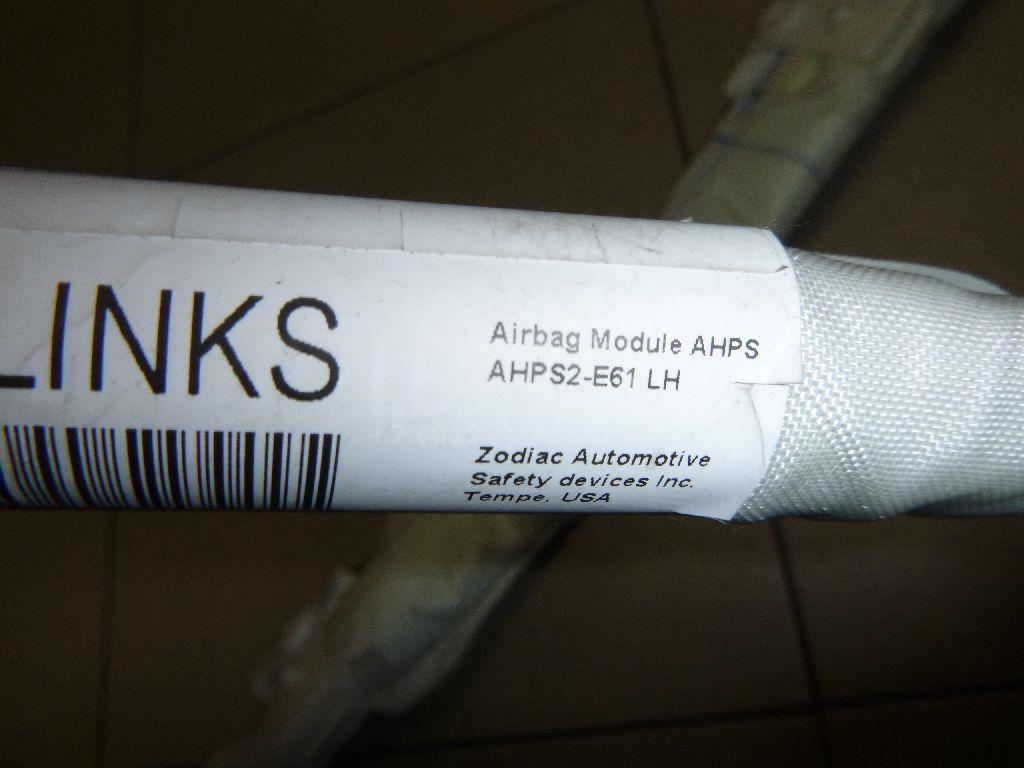 LINKS
Airbag Module AHPS
AHPS2-E61 LH
Zodiac Automotive
Safety devices Inc.
Tempe, USA